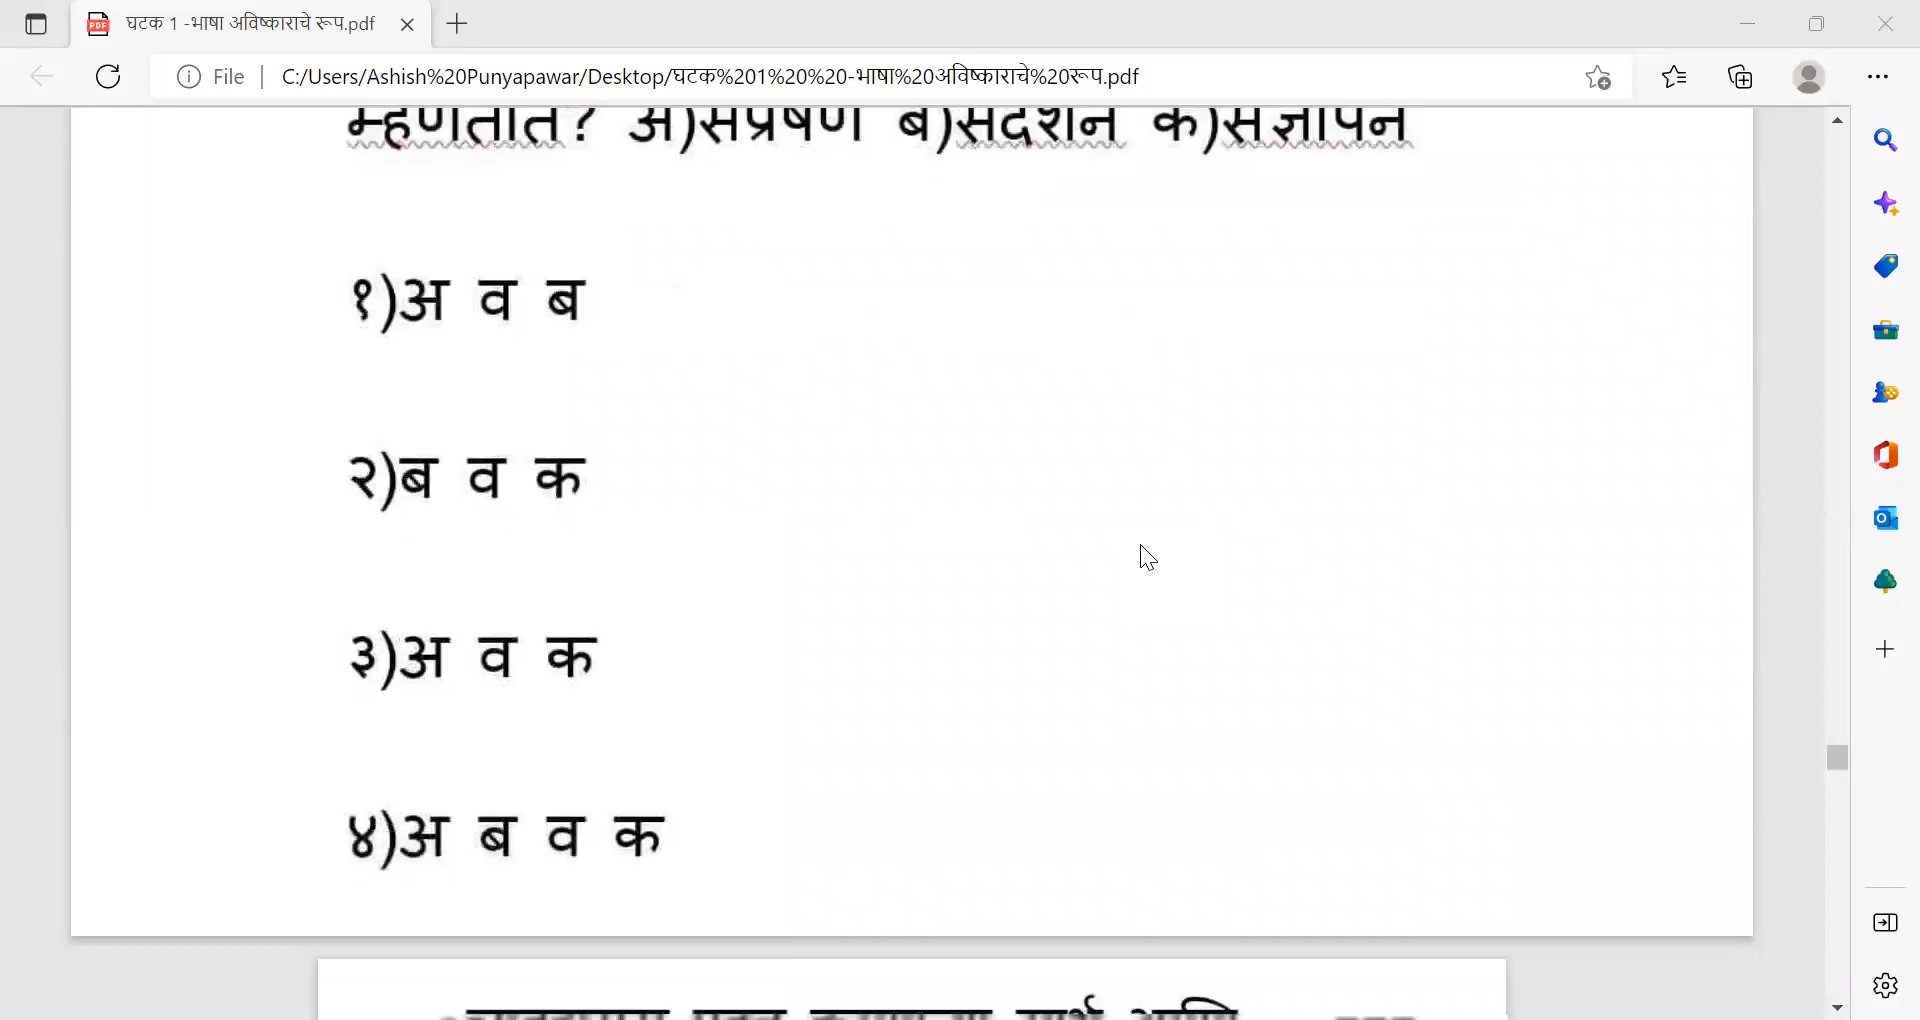 घटक 1 -भाषा अविष्काराचे रूप.pdf
File
C:/Users/Ashish%20Punyapawar/Desktop/घटक%201%20%20-भाषा%20अविष्काराचे%20रूप.pdf
म्हणतात? अ)संप्रेषण ब)संदेशन क)संज्ञापन
१)अ व ब
२)ब व क
३)अ व क
४)अ ब व क